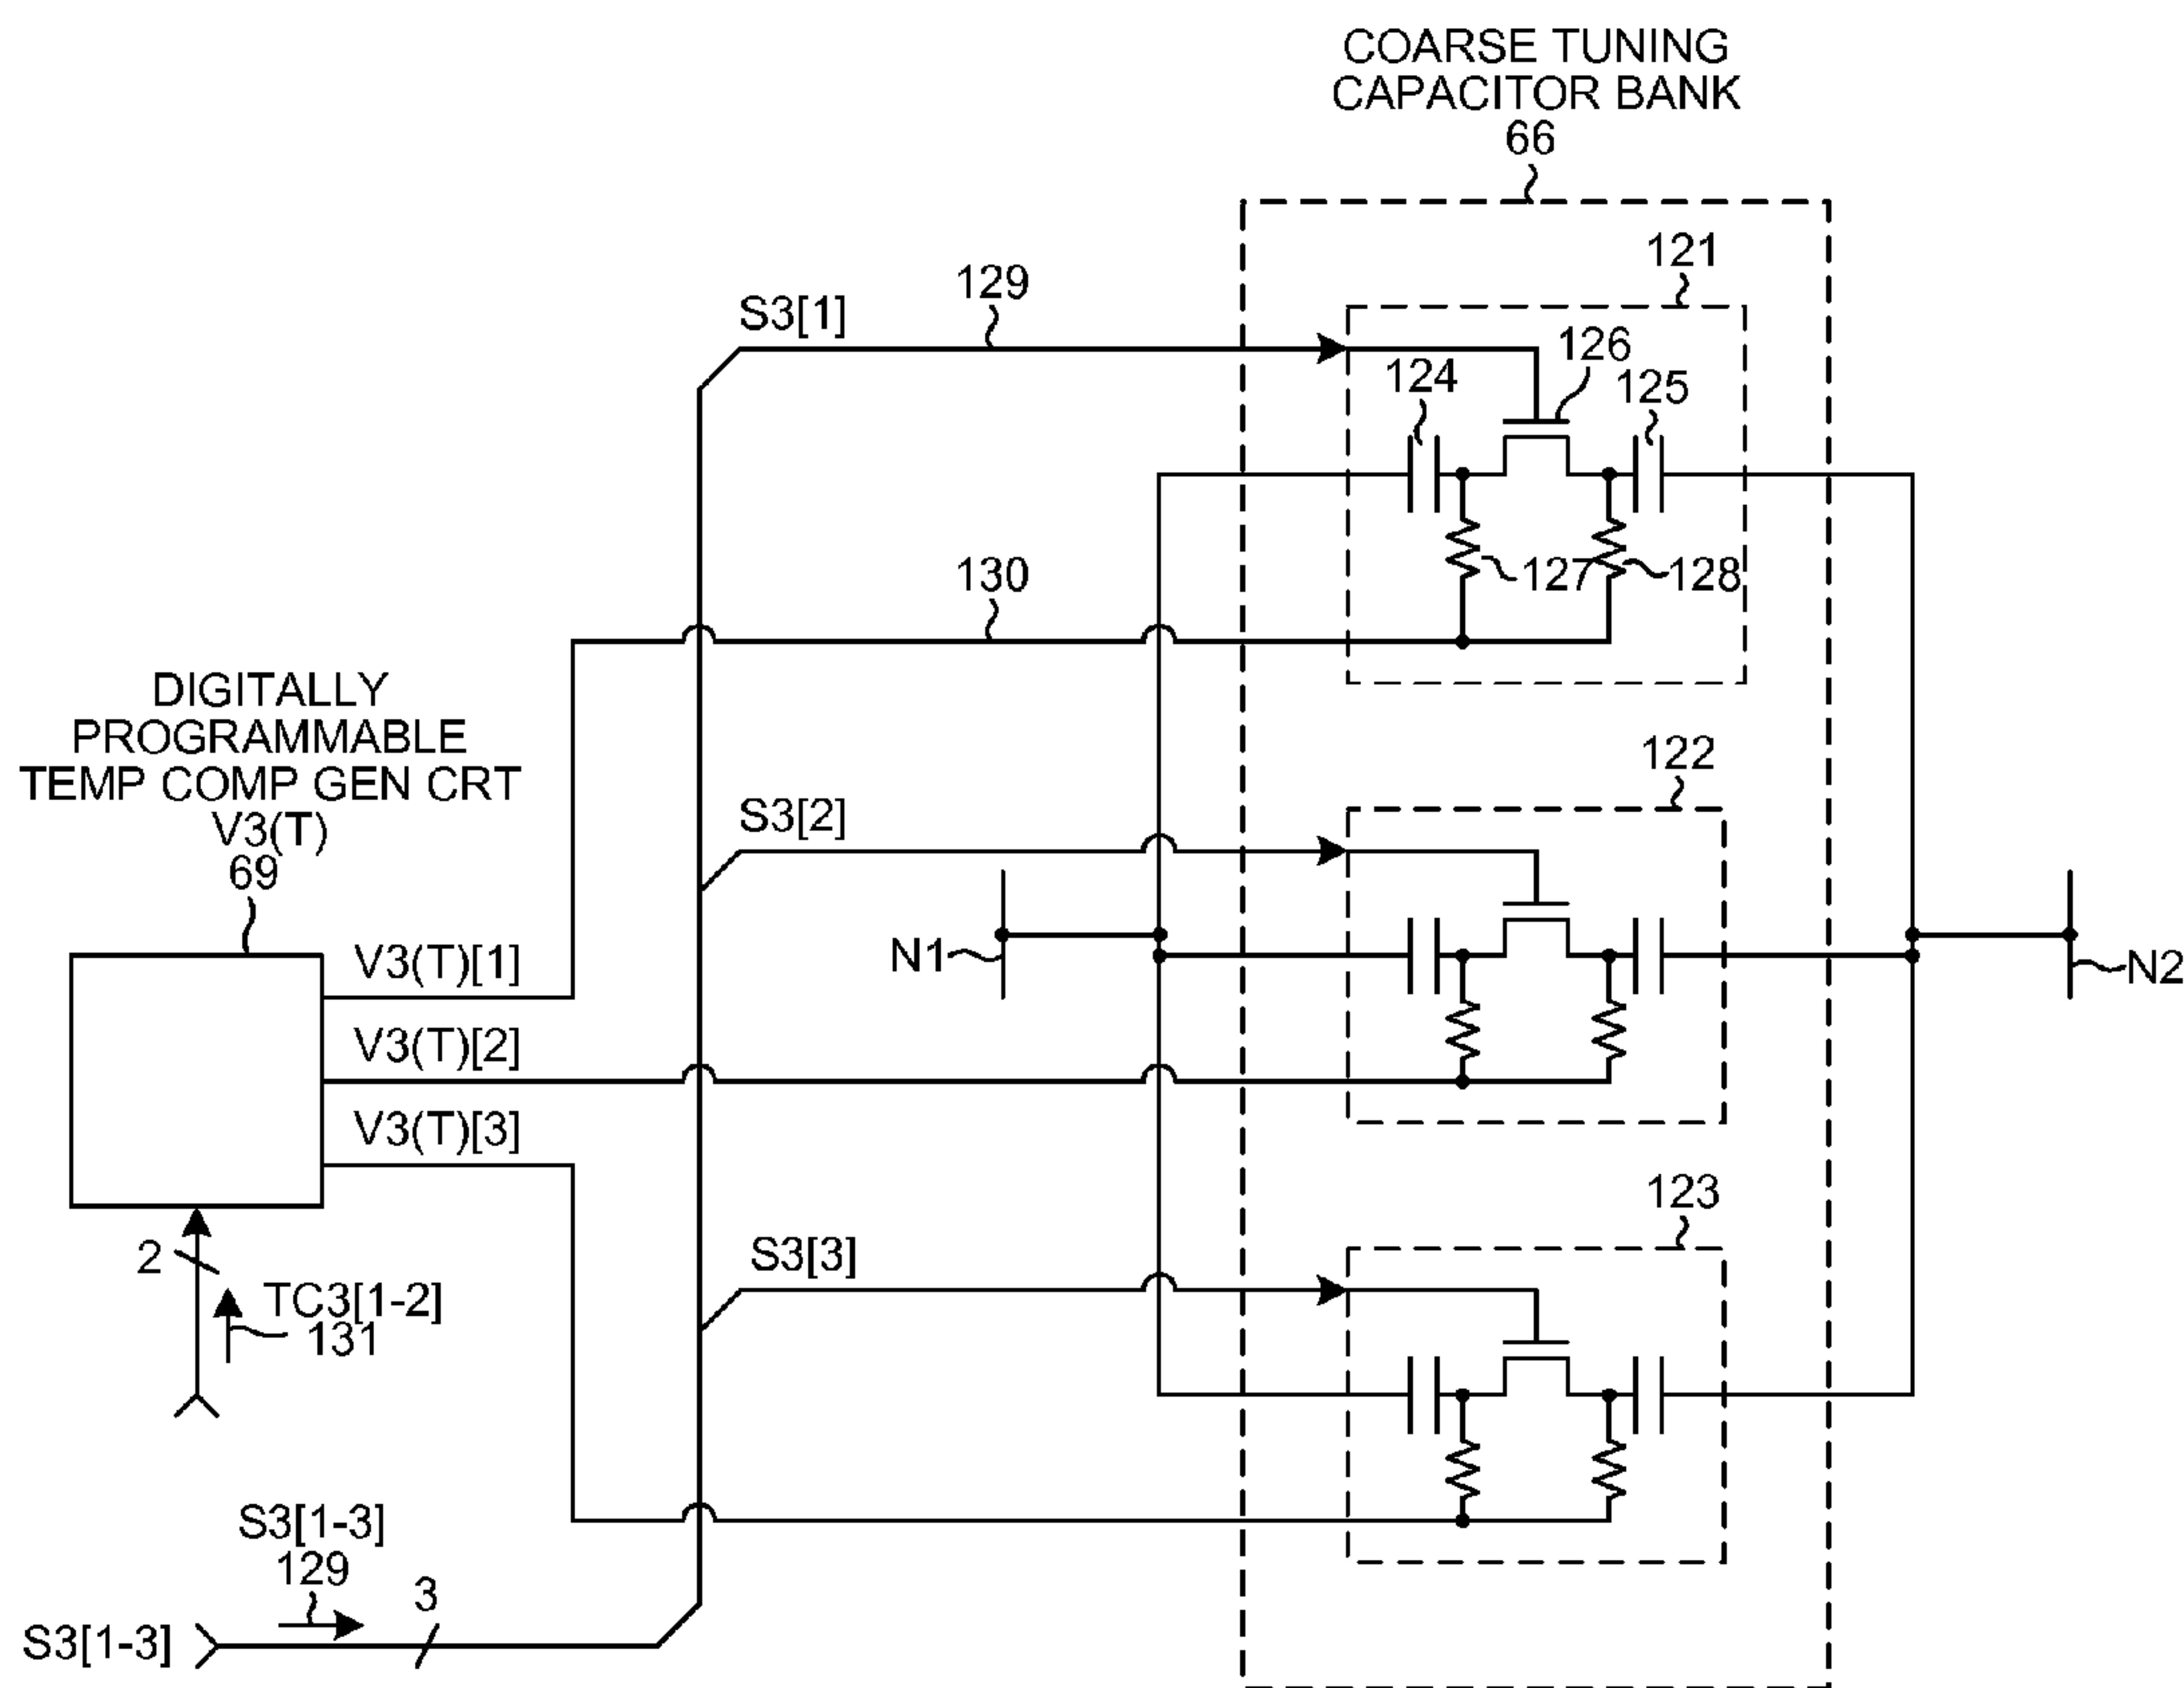 COARSE TUNING
CAPACITOR BANK
66
121
S3[1]
129
126
124
125
130
127
128
DIGITALLY
PROGRAMMABLE
TEMP COMP GEN CRT
V3(T)
69
122
S3[2]
V3(T)[1]
N1
N2
V3(T)[2]
V3(T)[3]
123
S3[3]
2
TC3[1-2]
131
S3[1-3]
129
3
S3[1-3]